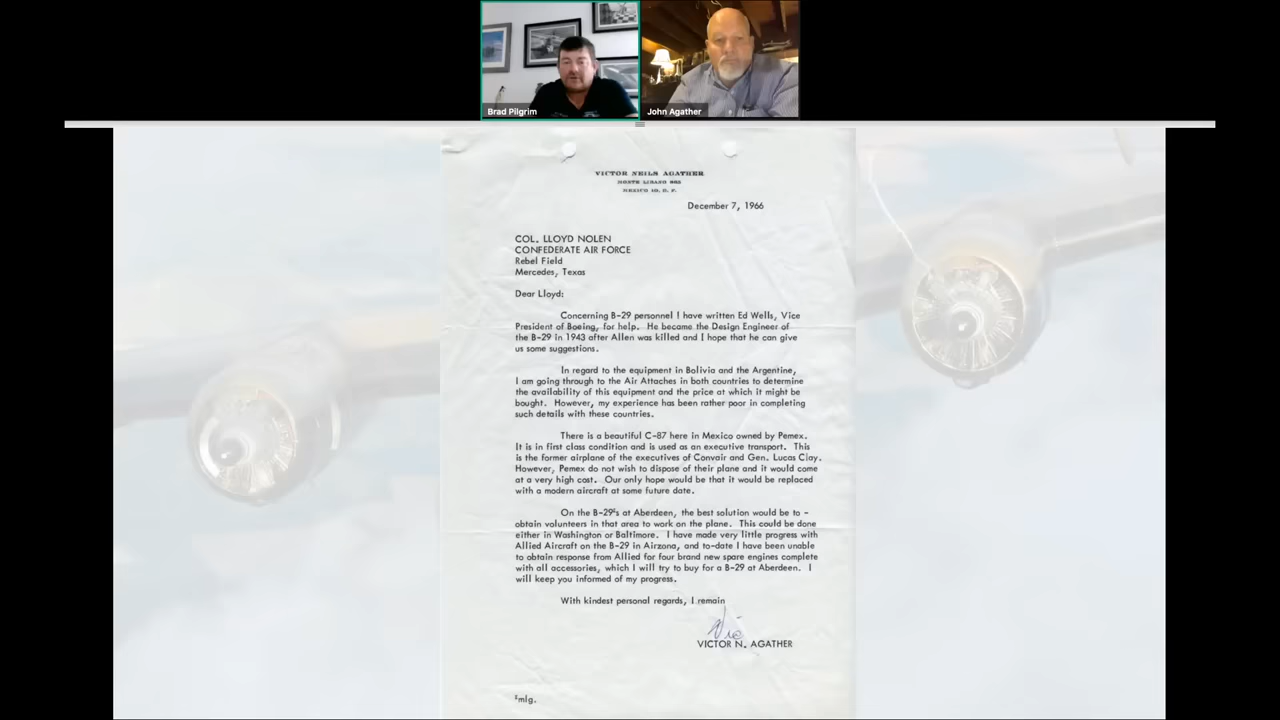 Brad Pilgrim
John Agather
VICTOR NEILS AGATHER
MONTE LIBANO 905
MEXICO 10, D. F.
December 7, 1966
COL. LLOYD NOLEN
CONFEDERATE AIR FORCE
Rebel Field
Mercedes, Texas
Dear Lloyd:
Concerning B-29 personnel I have written Ed Wells, Vice
President of Boeing, for help. He became the Design Engineer of
the B-29 in 1943 after Allen was killed and I hope that he can give
us some suggestions.
In regard to the equipment in Bolivia and the Argentine,
I am going through to the Air Attaches in both countries to determine
the availability of this equipment and the price at which it might be
bought. However, my experience has been rather poor in completing
such details with these countries.
There is a beautiful C-87 here in Mexico owned by Pemex.
It is in first class condition and is used as an executive transport. This
is the former airplane of the executives of Convair and Gen. Lucas Clay.
However, Pemex do not wish to dispose of their plane and it would come
at a very high cost. Our only hope would be that it would be replaced
with a modern aircraft at some future date.
On the B-29's at Aberdeen, the best solution would be to -
obtain volunteers in that area to work on the plane. This could be done
either in Washington or Baltimore. I have made very little progress with
Allied Aircraft on the B-29 in Airzona, and to-date I have been unable
to obtain response from Allied for four brand new spare engines complete
with all accessories, which I will try to buy for a B-29 at Aberdeen. I
will keep you informed of my progress.
With kindest personal regards, I remain
Vic
VICTOR N. AGATHER
'mlg.